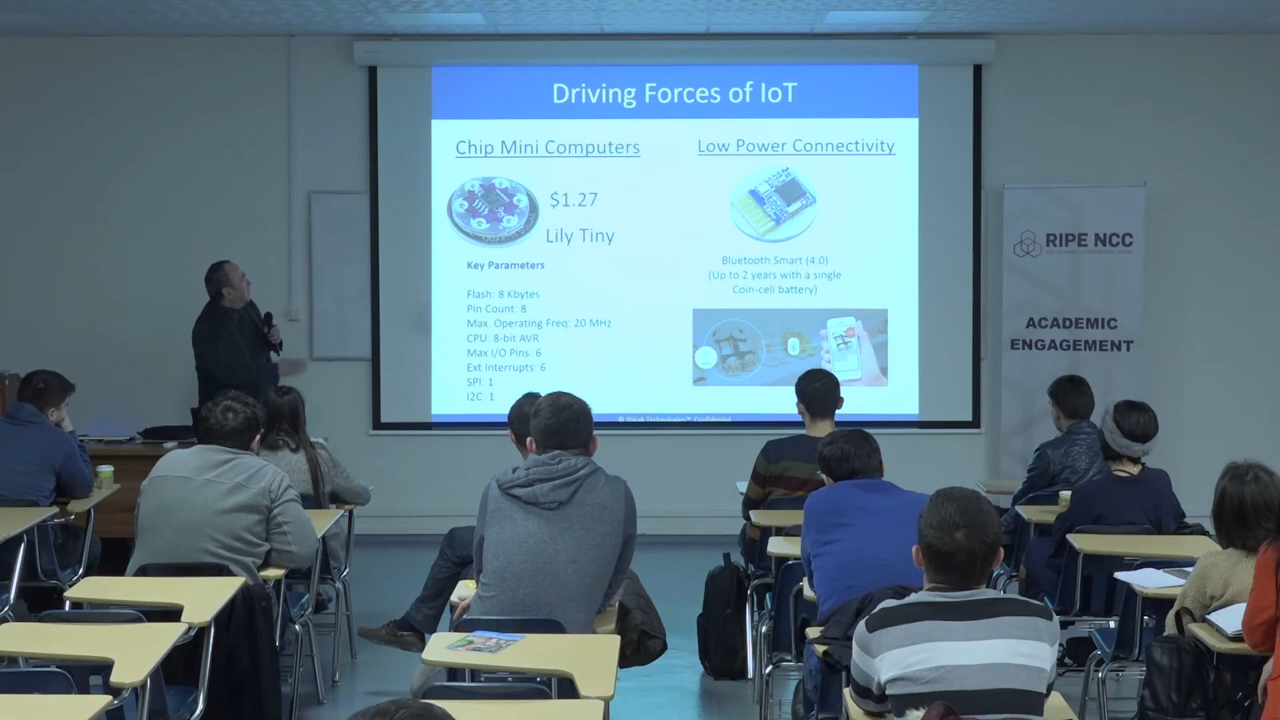 Driving Forces of IoT
Chip Mini Computers
$1.27
Lily Tiny
Key Parameters
Flash: 8 Kbytes
Pin Count: 8
Max. Operating Freq: 20 MHz
CPU: 8-bit AVR
Max I/O Pins: 6
Ext Interrupts: 6
SPI: 1
I2C: 1
Low Power Connectivity
Bluetooth Smart (4.0)
(Up to 2 years with a single
Coin-cell battery)
Technologies™ Confidential
RIPE NCC
ACADEMIC
ENGAGEMENT